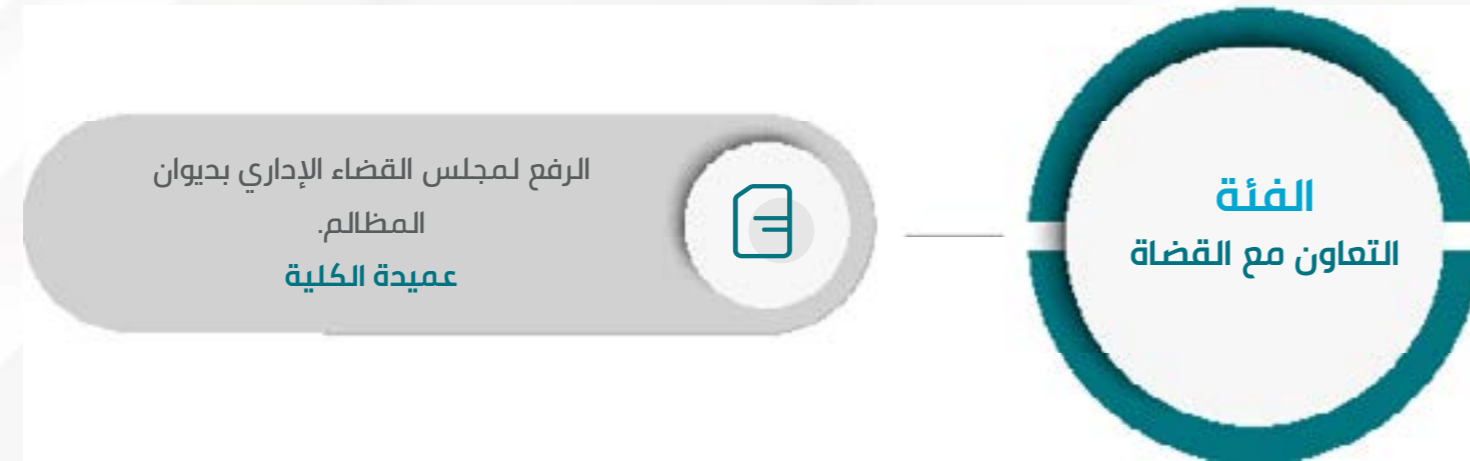 الفئة
التعاون مع القضاة
الرفع لمجلس القضاء الإداري بديوان
المظالم.
عميدة الكلية